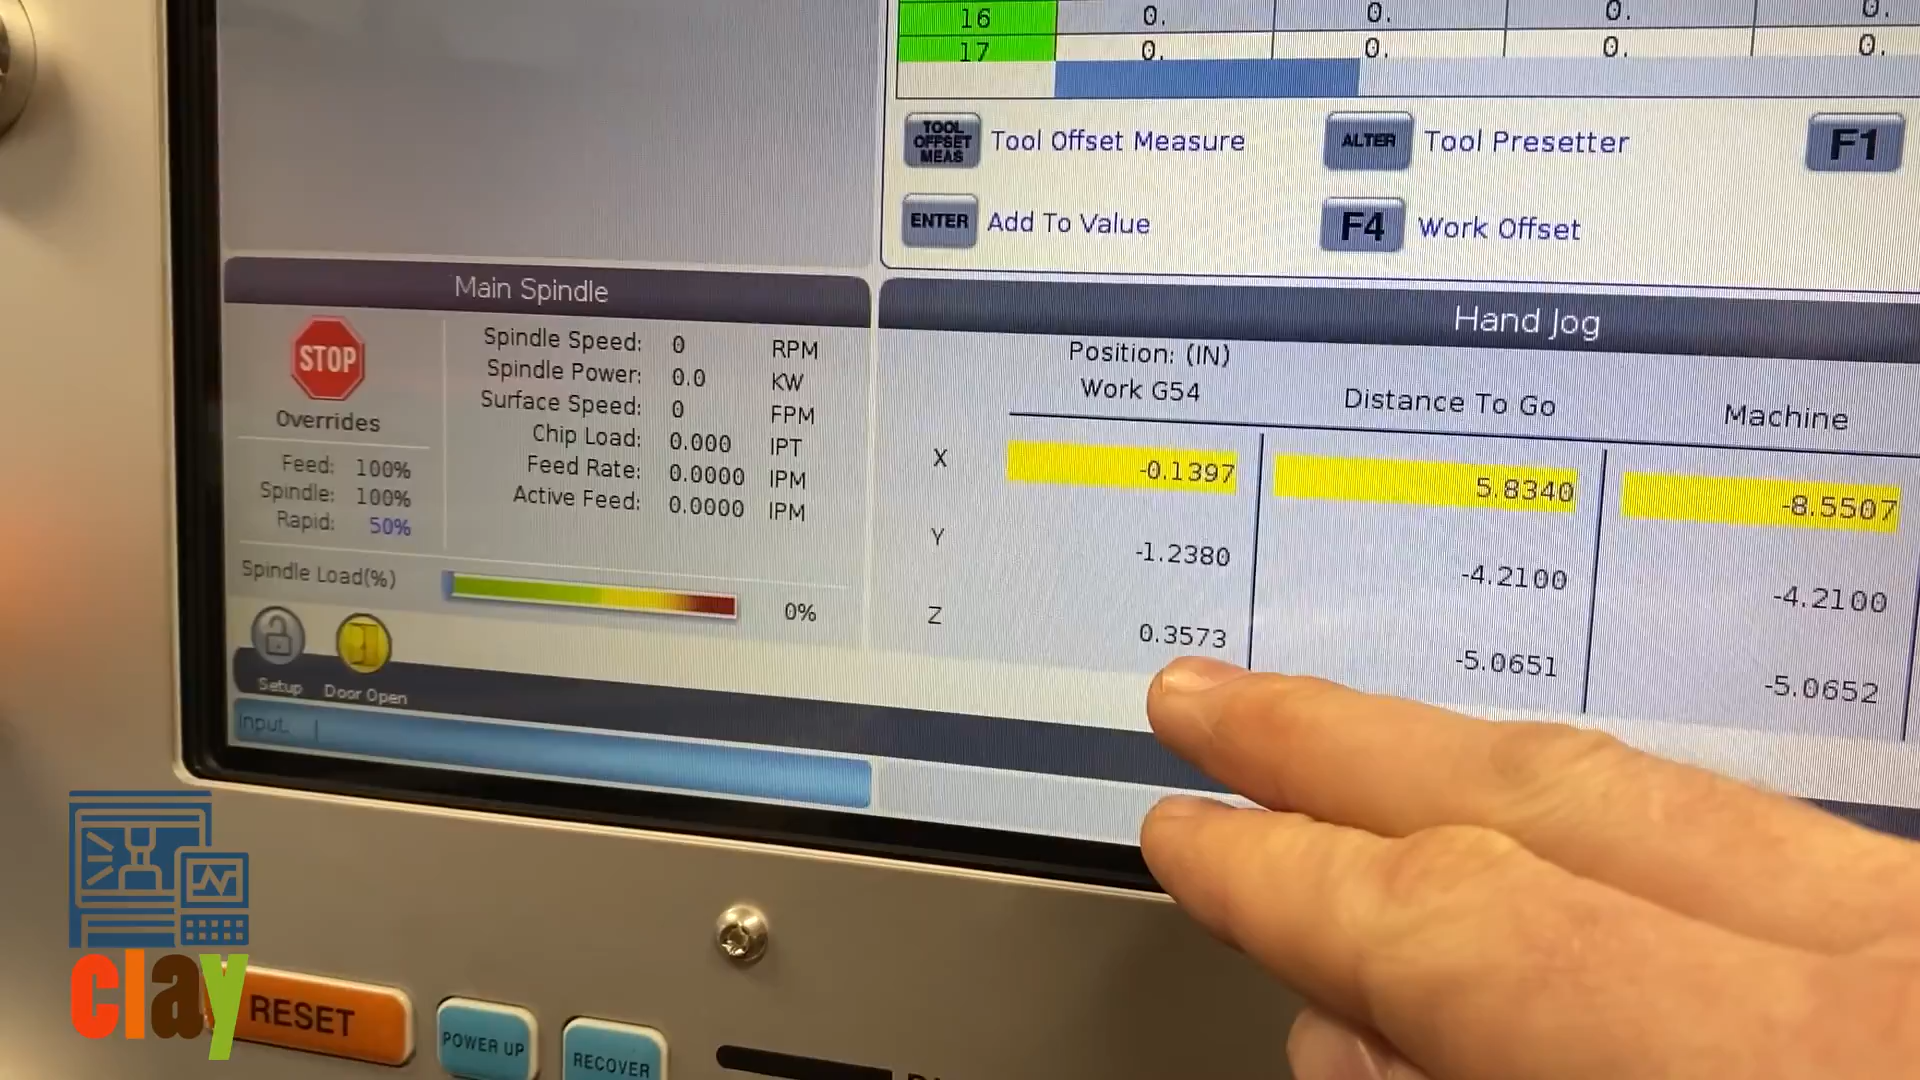 16 0. 0. 0. 0.
17 0. 0. 0. 0.
TOOL OFFSET MEAS Tool Offset Measure ALTER Tool Presetter F1
ENTER Add To Value F4 Work Offset
Main Spindle
STOP
Overrides
Feed: 100%
Spindle: 100%
Rapid: 50%
Spindle Speed: 0 RPM
Spindle Power: 0.0 KW
Surface Speed: 0 FPM
Chip Load: 0.000 IPT
Feed Rate: 0.0000 IPM
Active Feed: 0.0000 IPM
Spindle Load(%) 0%
Setup Door Open
Input:
Hand Jog
Position: (IN)
Work G54 Distance To Go Machine
X -0.1397 5.8340 -8.5507
Y -1.2380 -4.2100 -4.2100
Z 0.3573 -5.0651 -5.0652
clay
RESET
POWER UP
RECOVER